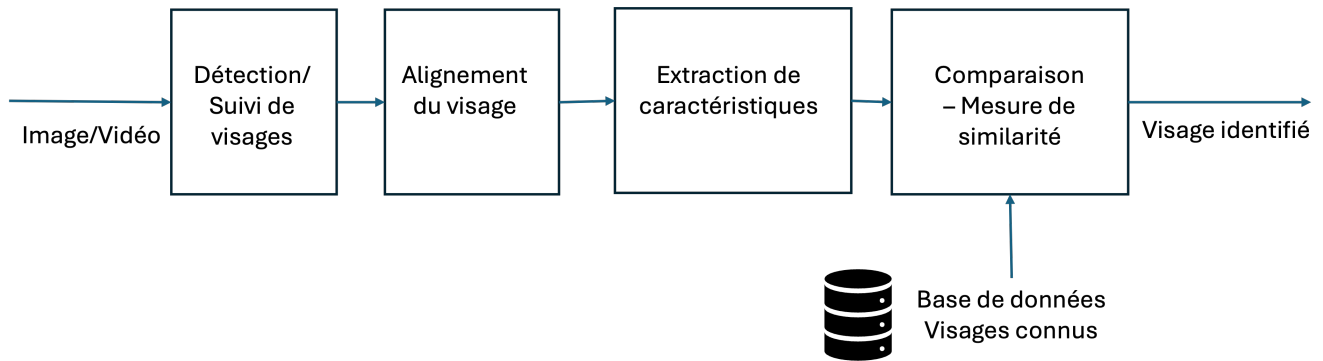 Image/Vidéo
Détection/
Suivi de
visages
Alignement
du visage
Extraction de
caractéristiques
Comparaison
– Mesure de
similarité
Visage identifié
Base de données
Visages connus